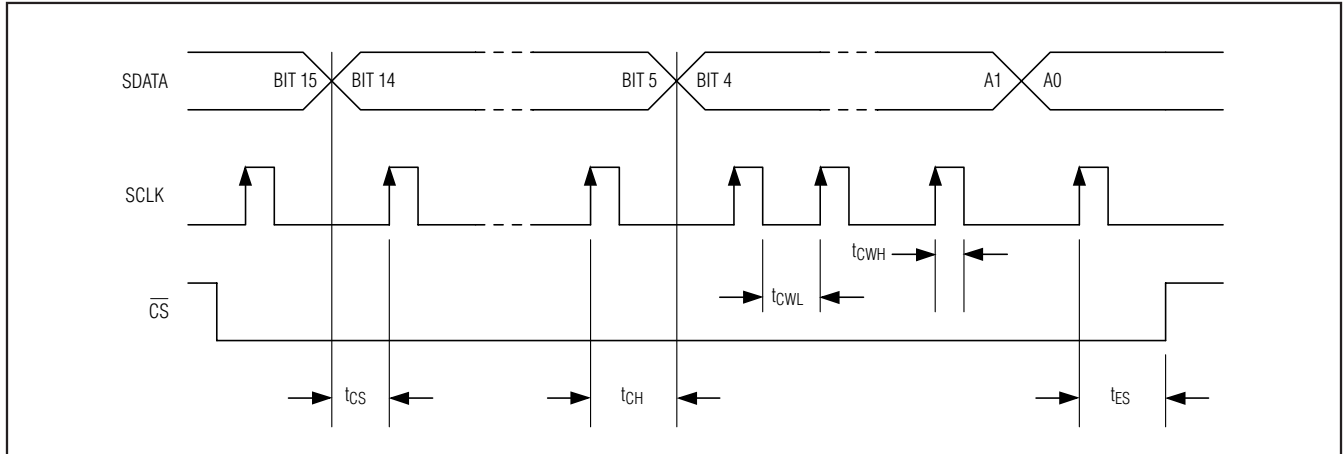 SDATA BIT 15 BIT 14 BIT 5 BIT 4 A1 A0
SCLK
tCWH
tCWL
CS
tCS tCH tES